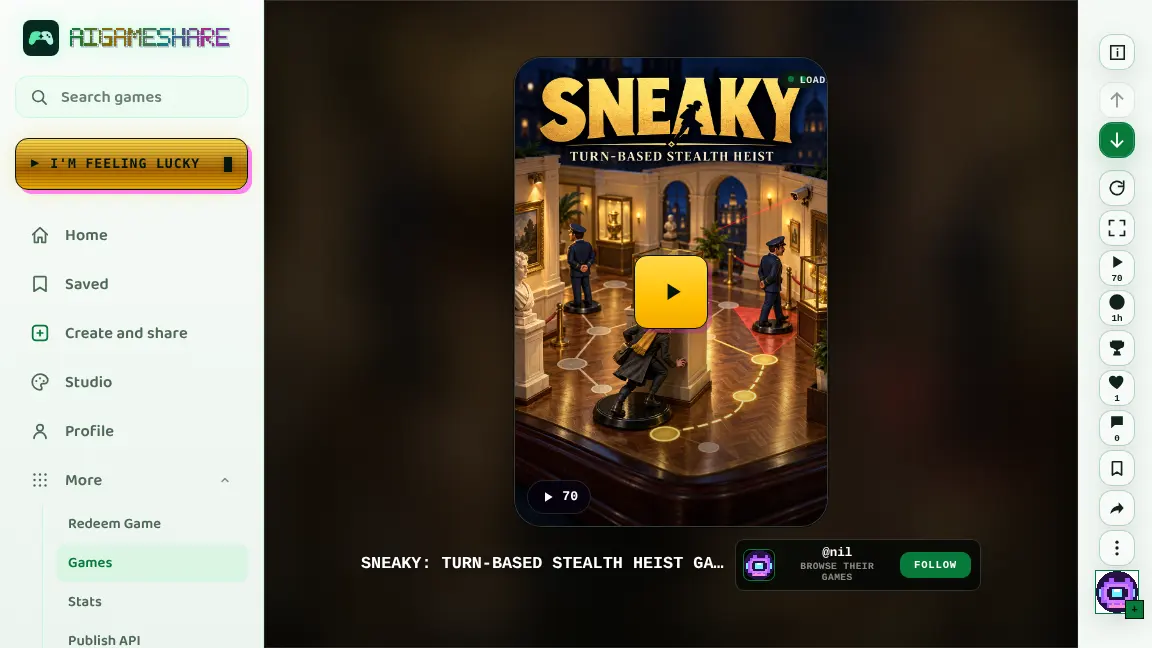 AIGAMESHARE
Search games
I'M FEELING LUCKY
Home
Saved
Create and share
Studio
Profile
More
Redeem Game
Games
Stats
Publish API
LOAD
SNEAKY
TURN-BASED STEALTH HEIST
70
SNEAKY: TURN-BASED STEALTH HEIST GA…
@nil
BROWSE THEIR
GAMES
FOLLOW
70
1h
1
0